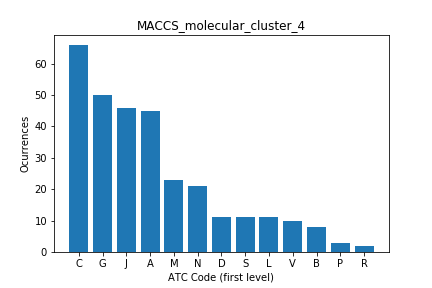 MACCS_molecular_cluster_4
Ocurrences
60
50
40
30
20
10
0
C G J A M N D S L V B P R
ATC Code (first level)